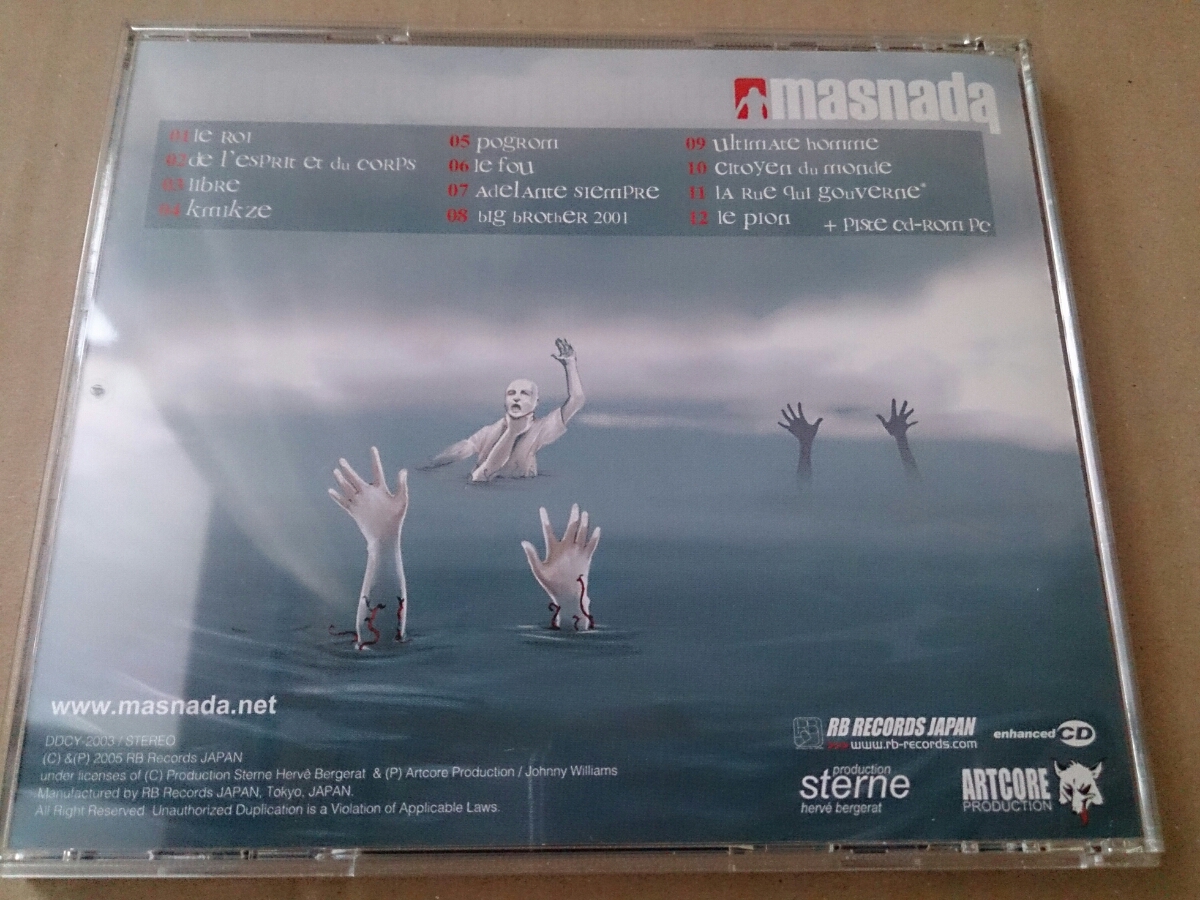 masnada
01 le ROI
02 de l'esprit et du corps
03 libre
04 kmikze
05 pogrom
06 le fou
07 Adelante siempre
08 big brother 2001
09 ultimate homme
10 citoyen du monde
11 la rue qui gouverne*
12 le pion
+ piste cd-rom pc
www.masnada.net
DDCY-2003 / STEREO
(C) &(P) 2005 RB Records JAPAN
under licenses of (C) Production Sterne Hervé Bergerat & (P) Artcore Production / Johnny Williams
Manufactured by RB Records JAPAN, Tokyo, JAPAN.
All Right Reserved. Unauthorized Duplication is a Violation of Applicable Laws.
RB RECORDS JAPAN
www.rb-records.com
enhanced CD
production
sterne
hervé bergerat
ARTCORE
PRODUCTION